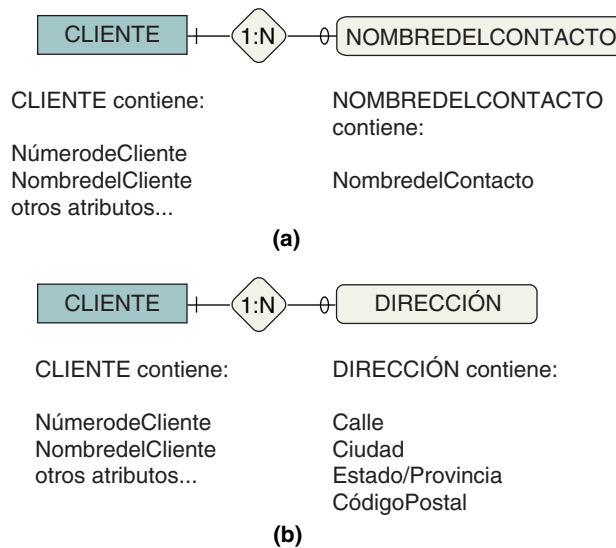 CLIENTE 1:N NOMBREDELCONTACTO
CLIENTE contiene:
NúmerodeCliente
NombredelCliente
otros atributos...
NOMBREDELCONTACTO
contiene:
NombredelContacto
(a)
CLIENTE 1:N DIRECCIÓN
CLIENTE contiene:
NúmerodeCliente
NombredelCliente
otros atributos...
DIRECCIÓN contiene:
Calle
Ciudad
Estado/Provincia
CódigoPostal
(b)